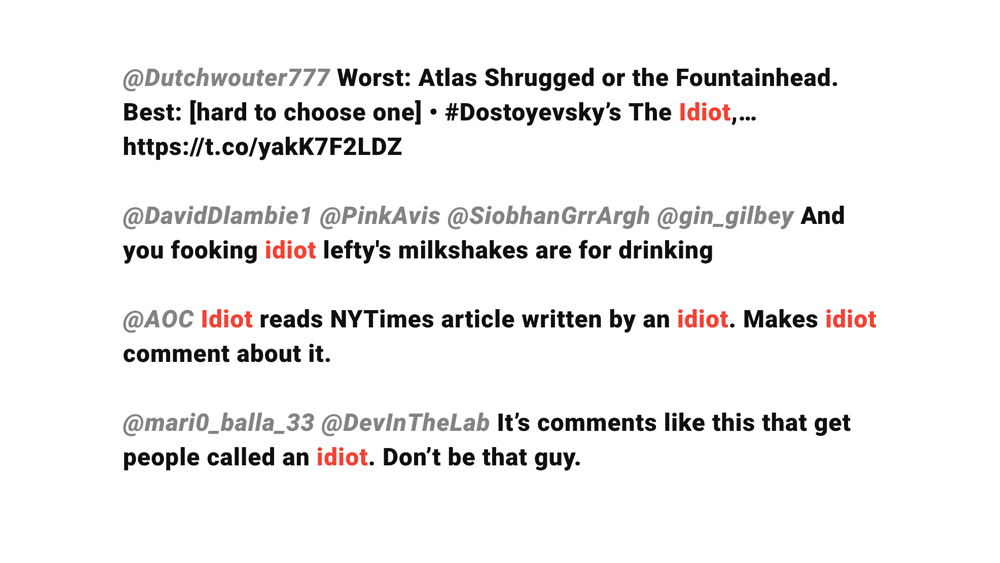 @Dutchwouter777 Worst: Atlas Shrugged or the Fountainhead.
Best: [hard to choose one] • #Dostoyevsky’s The Idiot,…
https://t.co/yakK7F2LDZ
@DavidDlambie1 @PinkAvis @SiobhanGrrArgh @gin_gilbey And
you fooking idiot lefty's milkshakes are for drinking
@AOC Idiot reads NYTimes article written by an idiot. Makes idiot
comment about it.
@mari0_balla_33 @DevInTheLab It’s comments like this that get
people called an idiot. Don’t be that guy.